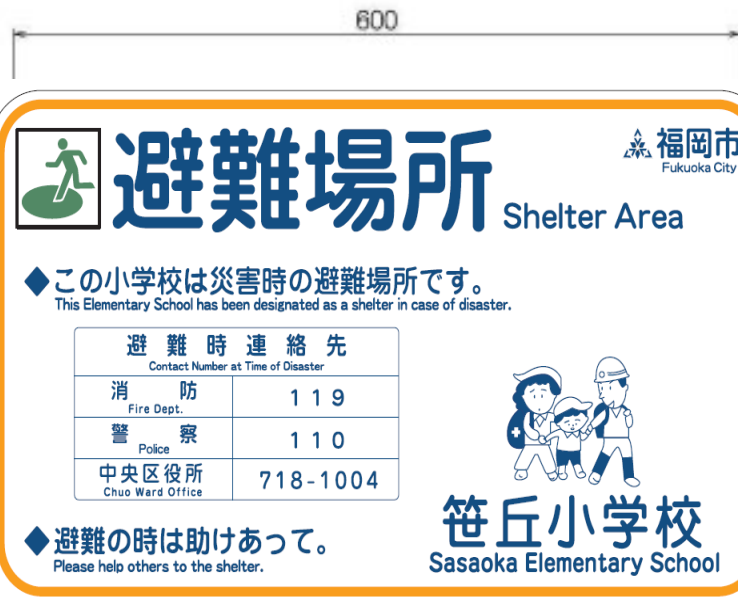 600
避難場所 Shelter Area
福岡市
Fukuoka City
◆この小学校は災害時の避難場所です。
This Elementary School has been designated as a shelter in case of disaster.
避難時連絡先
Contact Number at Time of Disaster
消防 119
Fire Dept.
警察 110
Police
中央区役所 718-1004
Chuo Ward Office
◆避難の時は助けあって。
Please help others to the shelter.
笹丘小学校
Sasaoka Elementary School